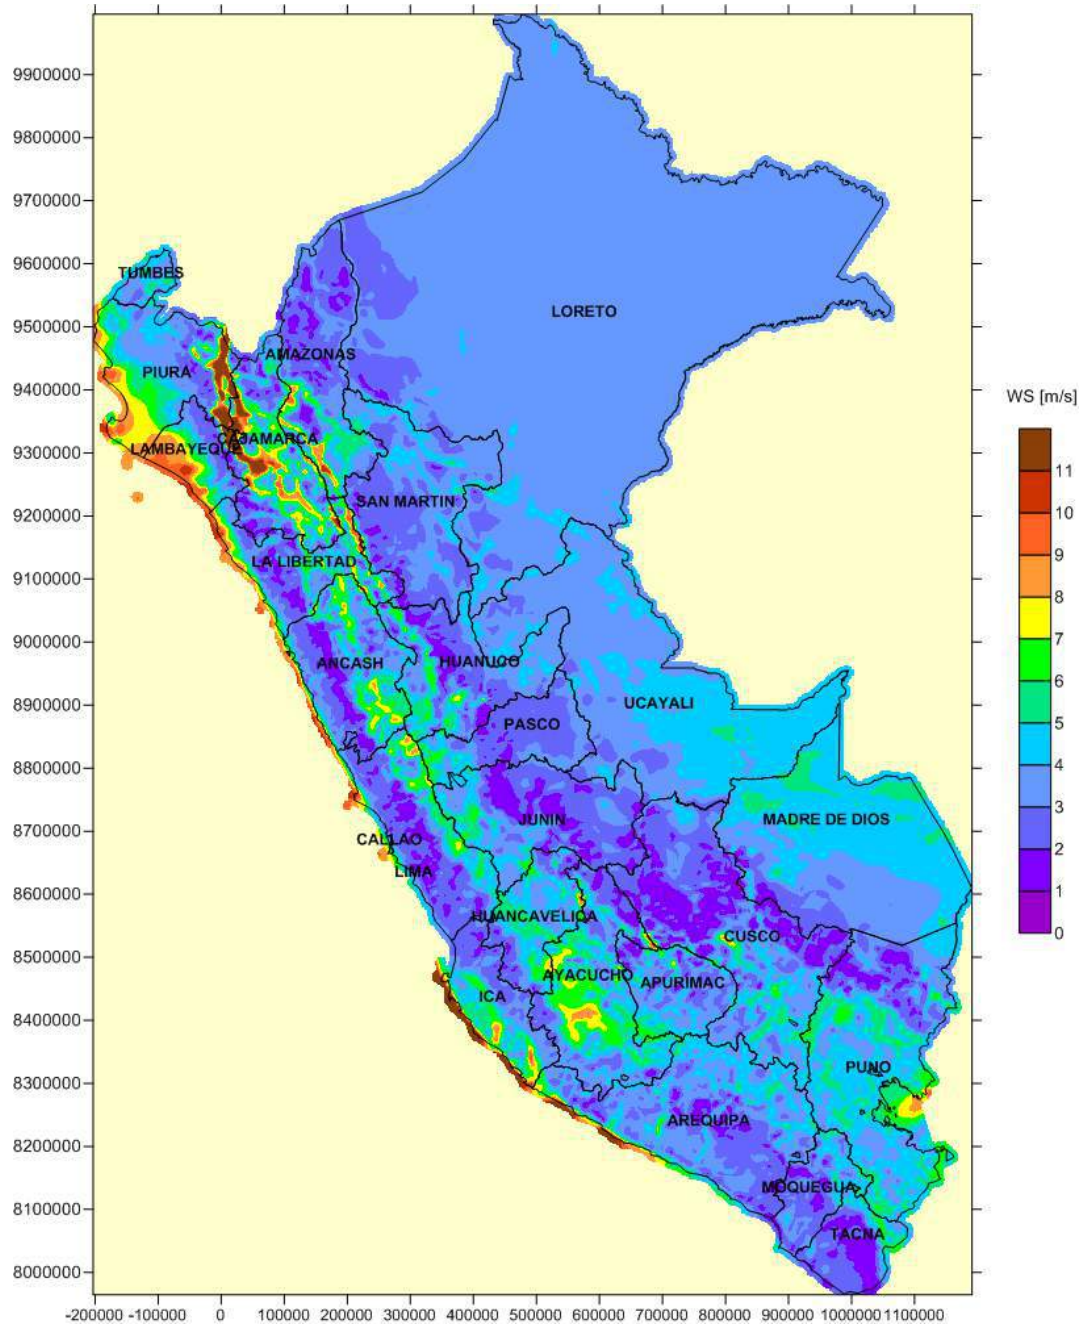 9900000
9800000
9700000
9600000
TUMBES
LORETO
9500000
AMAZONAS
PIURA
9400000
WS [m/s]
CAJAMARCA
LAMBAYEQUE
9300000
11
SAN MARTIN
10
9200000
9
LA LIBERTAD
8
9100000
7
9000000
6
ANCASH
HUANUCO
5
UCAYALI
8900000
PASCO
4
8800000
3
JUNIN
MADRE DE DIOS
2
8700000
CALLAO
LIMA
1
8600000
HUANCAVELICA
0
CUSCO
8500000
AYACUCHO
APURIMAC
ICA
8400000
PUNO
8300000
AREQUIPA
8200000
MOQUEGUA
8100000
TACNA
8000000
-200000 -100000 0 100000 200000 300000 400000 500000 600000 700000 800000 900000 1000000 1100000